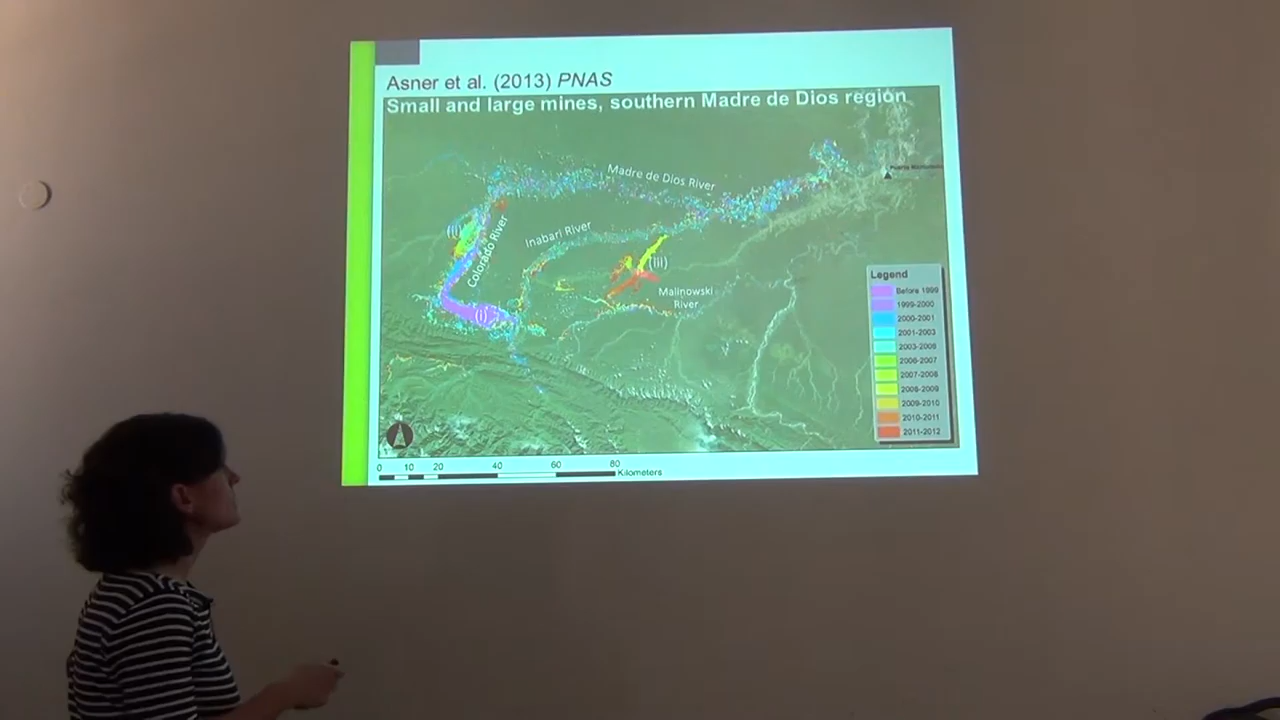 Asner et al. (2013) PNAS
Small and large mines, southern Madre de Dios region
Madre de Dios River
Puerto Maldonado
Inabari River
(ii)
Colorado River
(iii)
Malinowski
River
(i)
Legend
Before 1999
1999-2000
2000-2001
2001-2003
2003-2006
2006-2007
2007-2008
2008-2009
2009-2010
2010-2011
2011-2012
0 10 20 40 60 80
Kilometers